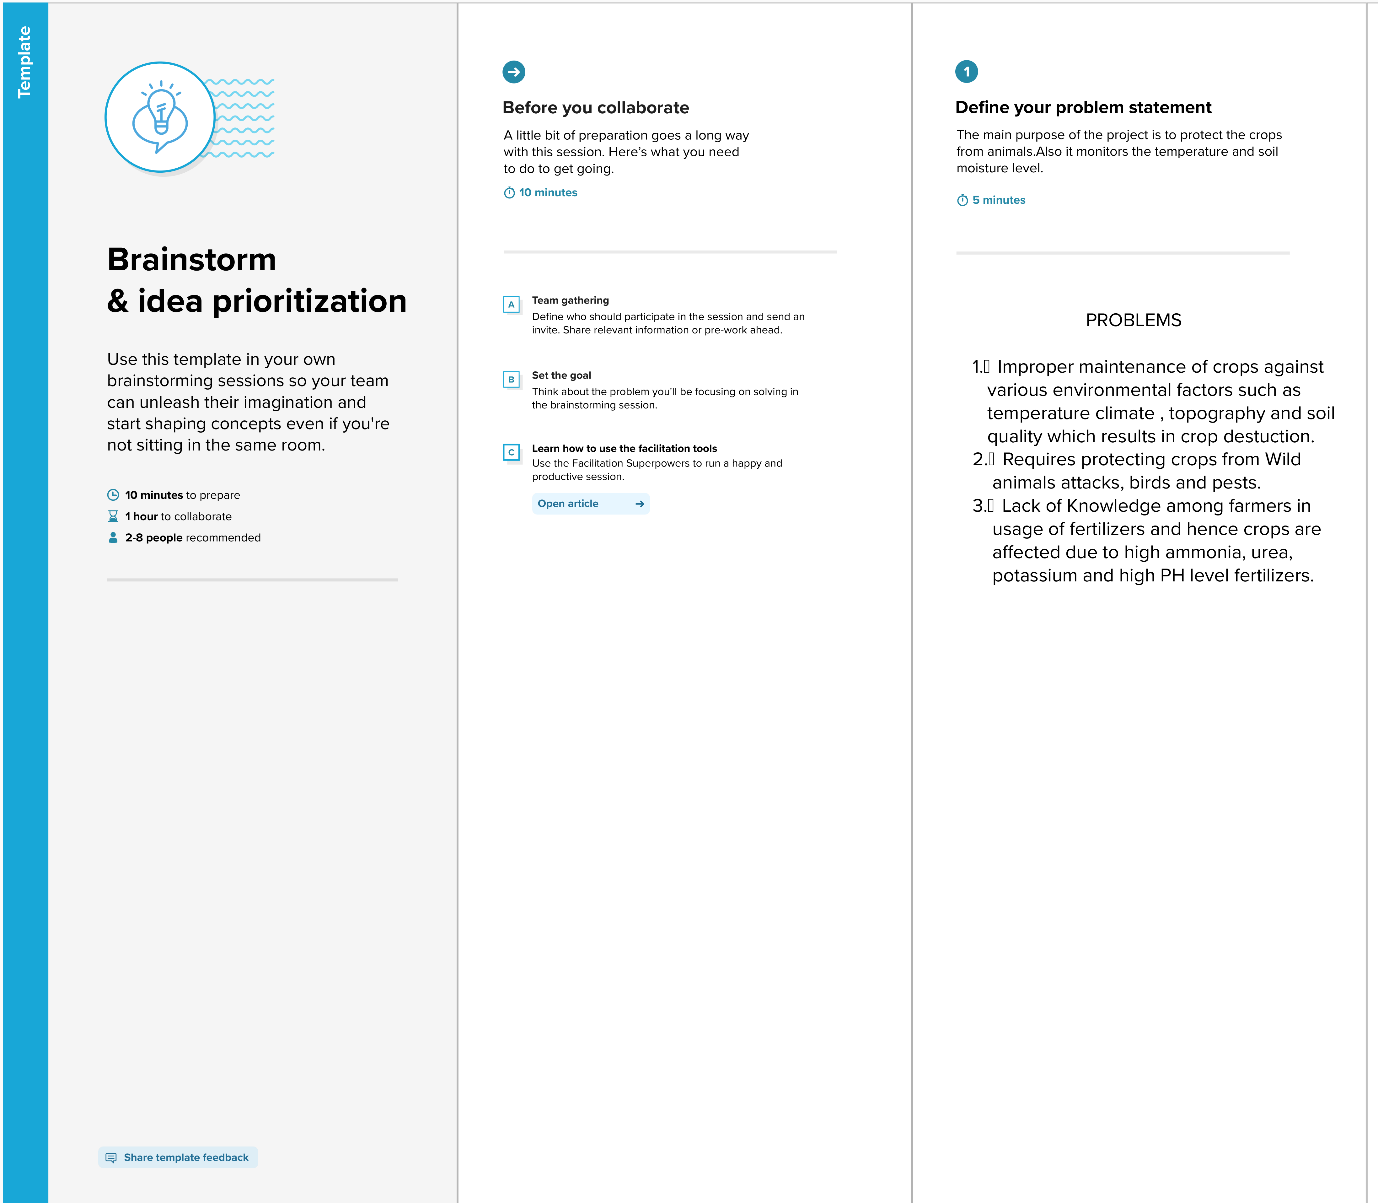 Template
Brainstorm
& idea prioritization
Use this template in your own
brainstorming sessions so your team
can unleash their imagination and
start shaping concepts even if you're
not sitting in the same room.
10 minutes to prepare
1 hour to collaborate
2-8 people recommended
Share template feedback
Before you collaborate
A little bit of preparation goes a long way
with this session. Here's what you need
to do to get going.
10 minutes
A
Team gathering
Define who should participate in the session and send an
invite. Share relevant information or pre-work ahead.
B
Set the goal
Think about the problem you'll be focusing on solving in
the brainstorming session.
C
Learn how to use the facilitation tools
Use the Facilitation Superpowers to run a happy and
productive session.
Open article
1
Define your problem statement
The main purpose of the project is to protect the crops
from animals.Also it monitors the temperature and soil
moisture level.
5 minutes
PROBLEMS
1. Improper maintenance of crops against
various environmental factors such as
temperature climate , topography and soil
quality which results in crop destuction.
2. Requires protecting crops from Wild
animals attacks, birds and pests.
3. Lack of Knowledge among farmers in
usage of fertilizers and hence crops are
affected due to high ammonia, urea,
potassium and high PH level fertilizers.